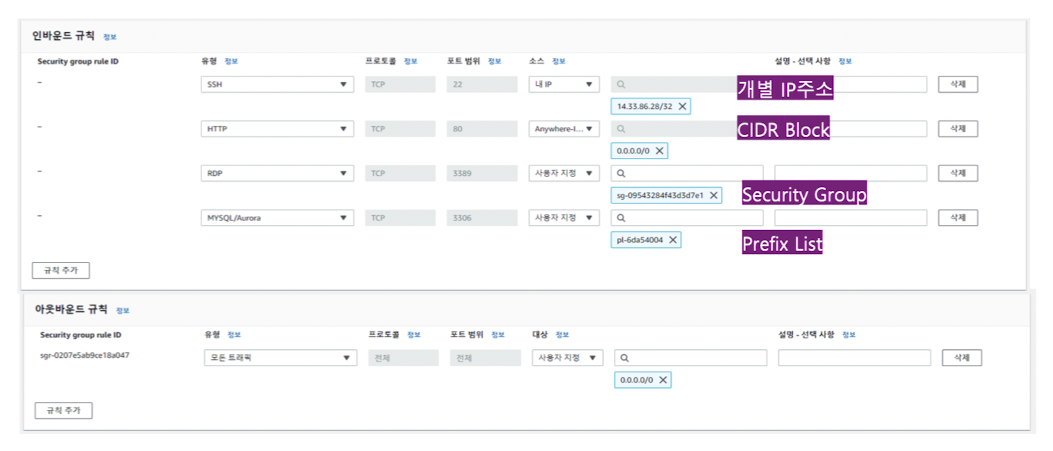 인바운드 규칙 정보
Security group rule ID 유형 정보 프로토콜 정보 포트 범위 정보 소스 정보 설명 - 선택 사항 정보
– SSH TCP 22 내 IP 개별 IP주소 삭제
14.33.86.28/32
– HTTP TCP 80 Anywhere-I... CIDR Block 삭제
0.0.0.0/0
– RDP TCP 3389 사용자 지정 삭제
sg-09543284f43d3d7e1 Security Group
– MYSQL/Aurora TCP 3306 사용자 지정 삭제
pl-6da54004 Prefix List
규칙 추가
아웃바운드 규칙 정보
Security group rule ID 유형 정보 프로토콜 정보 포트 범위 정보 대상 정보 설명 - 선택 사항 정보
sgr-0207e5ab9ce18a047 모든 트래픽 전체 전체 사용자 지정 삭제
0.0.0.0/0
규칙 추가